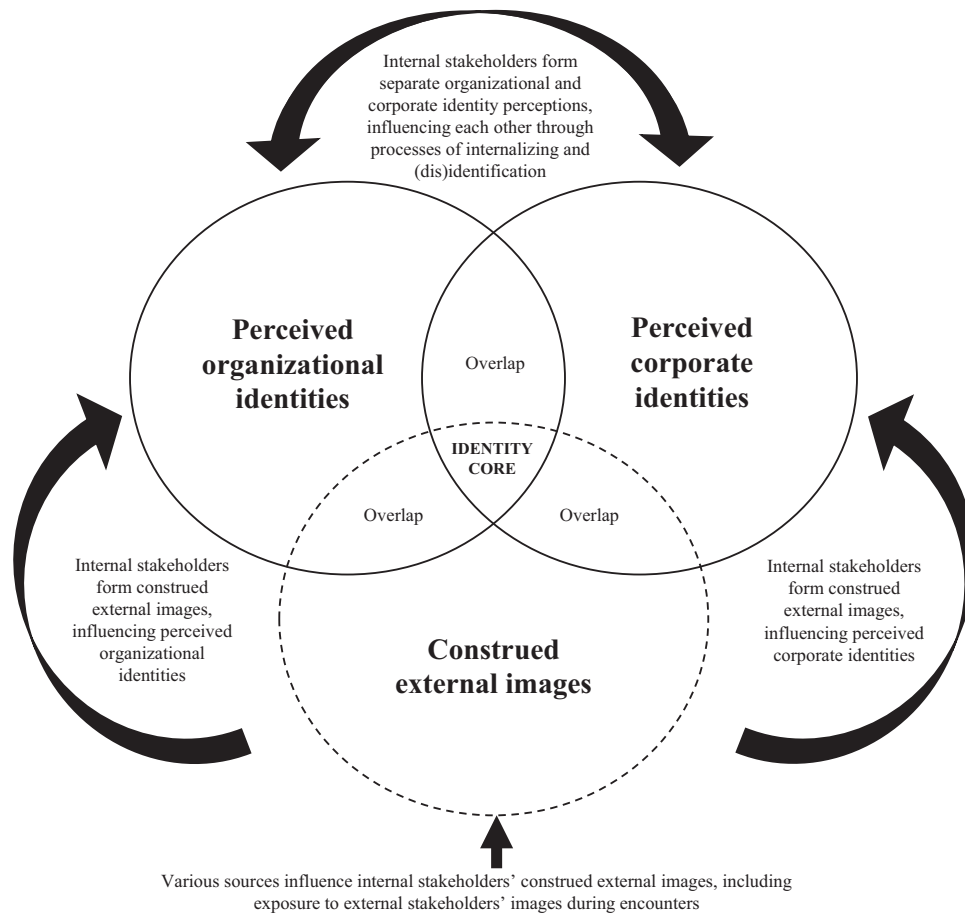 Internal stakeholders form
separate organizational and
corporate identity perceptions,
influencing each other through
processes of internalizing and
(dis)identification
Perceived
organizational
identities
Overlap
Perceived
corporate
identities
IDENTITY
CORE
Overlap
Overlap
Internal stakeholders
form construed
external images,
influencing perceived
organizational
identities
Construed
external images
Internal stakeholders
form construed
external images,
influencing perceived
corporate identities
Various sources influence internal stakeholders’ construed external images, including
exposure to external stakeholders’ images during encounters